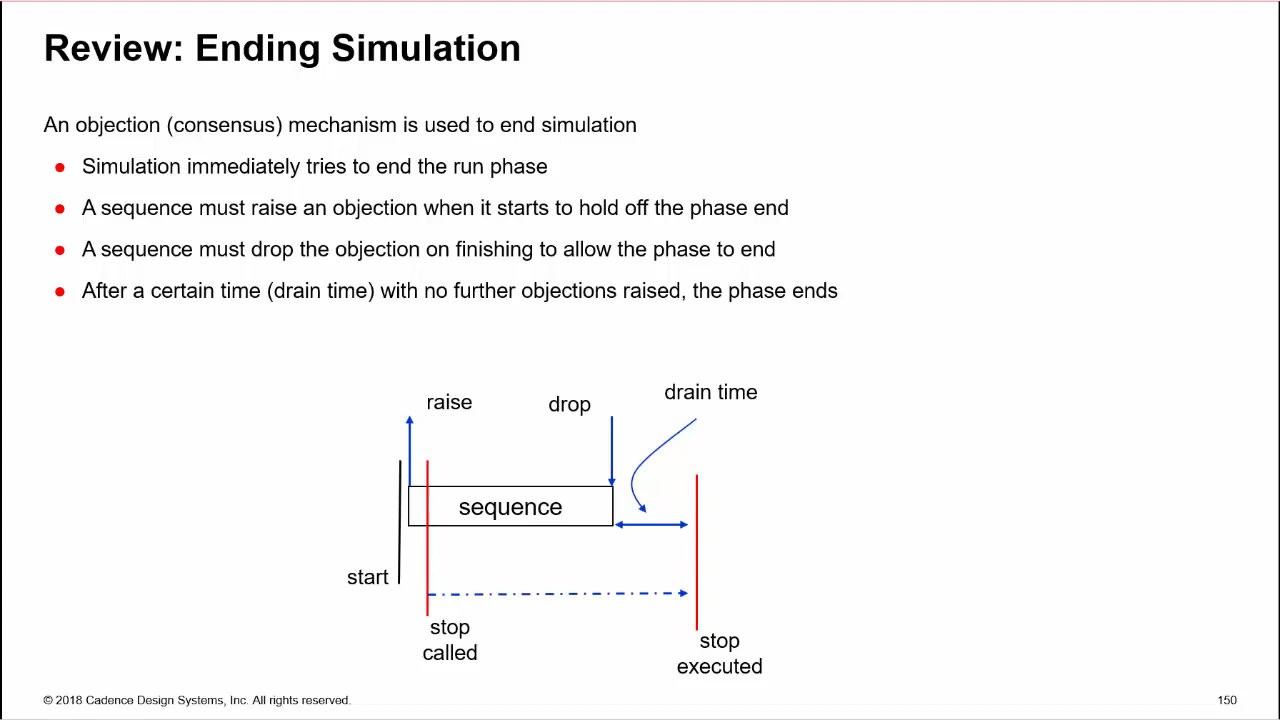 Review: Ending Simulation
An objection (consensus) mechanism is used to end simulation
● Simulation immediately tries to end the run phase
● A sequence must raise an objection when it starts to hold off the phase end
● A sequence must drop the objection on finishing to allow the phase to end
● After a certain time (drain time) with no further objections raised, the phase ends
raise
drop
drain time
sequence
start
stop
called
stop
executed
© 2018 Cadence Design Systems, Inc. All rights reserved.
150